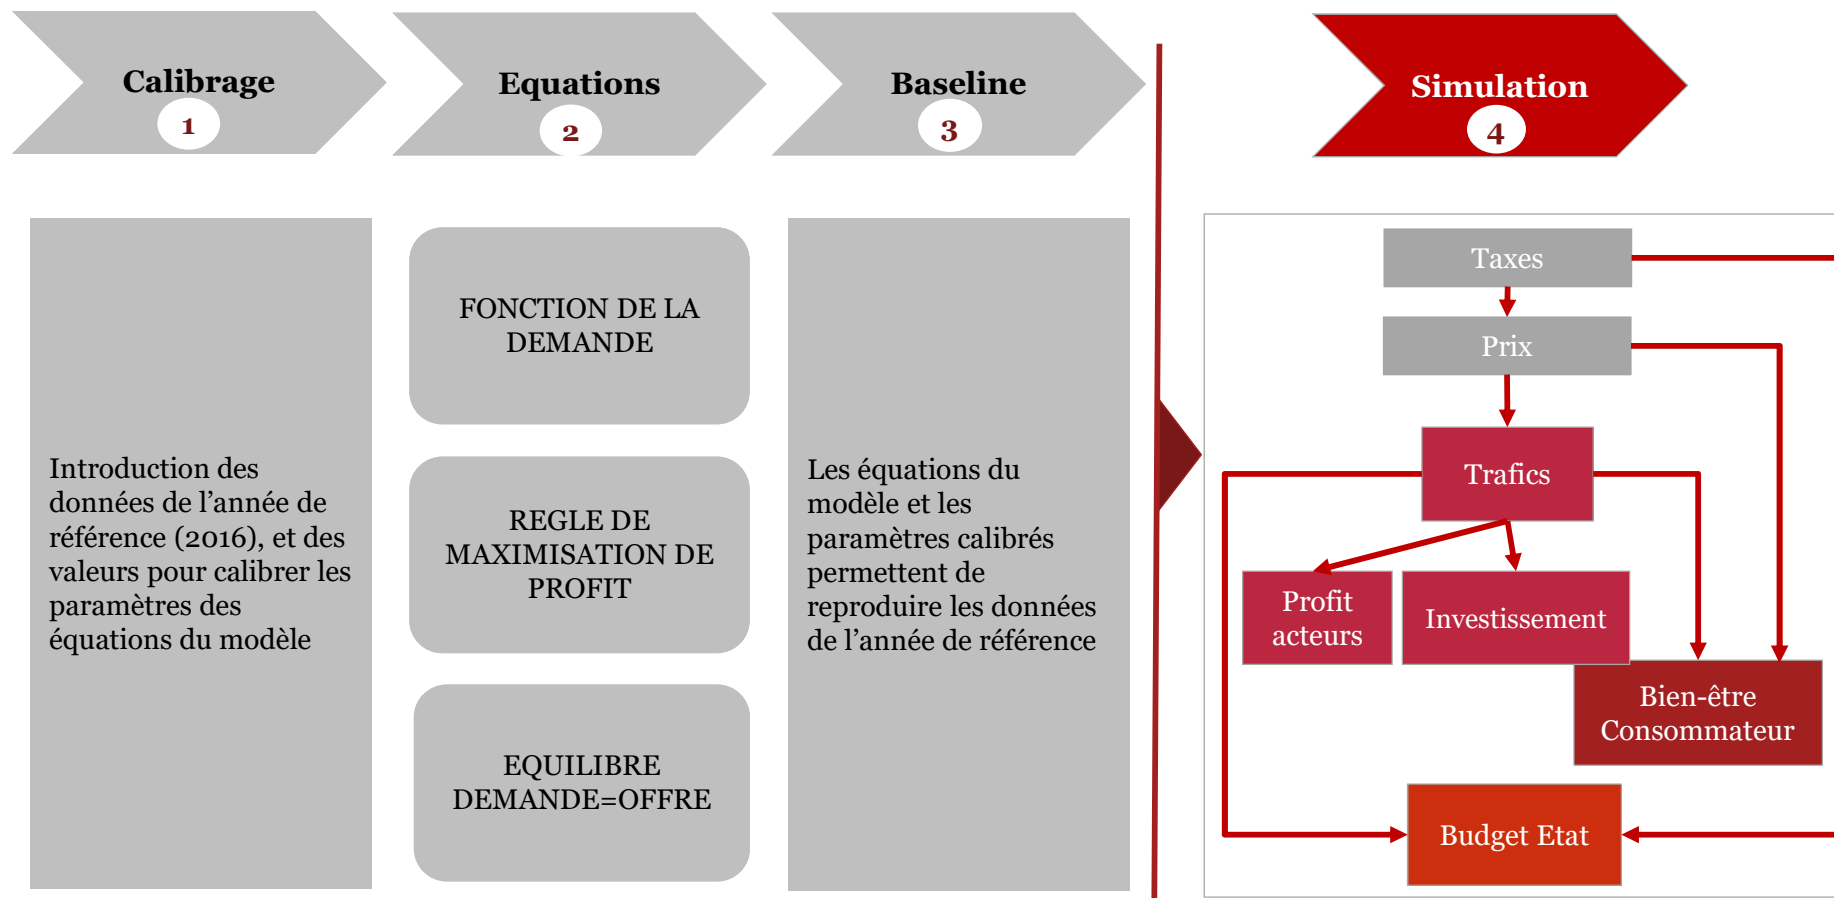 Calibrage
1
Equations
2
Baseline
3
Simulation
4
Introduction des
données de l’année de
référence (2016), et des
valeurs pour calibrer les
paramètres des
équations du modèle
FONCTION DE LA
DEMANDE
REGLE DE
MAXIMISATION DE
PROFIT
EQUILIBRE
DEMANDE=OFFRE
Les équations du
modèle et les
paramètres calibrés
permettent de
reproduire les données
de l’année de référence
Taxes
Prix
Trafics
Profit
acteurs
Investissement
Bien-être
Consommateur
Budget Etat